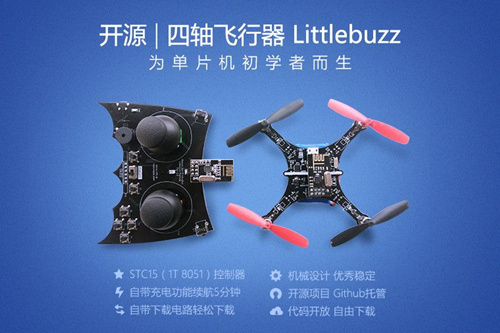 开源 | 四轴飞行器 Littlebuzz
为单片机初学者而生
STC15（1T 8051）控制器
机械设计 优秀稳定
自带充电功能续航5分钟
开源项目 Github托管
自带下载电路轻松下载
代码开放 自由下载